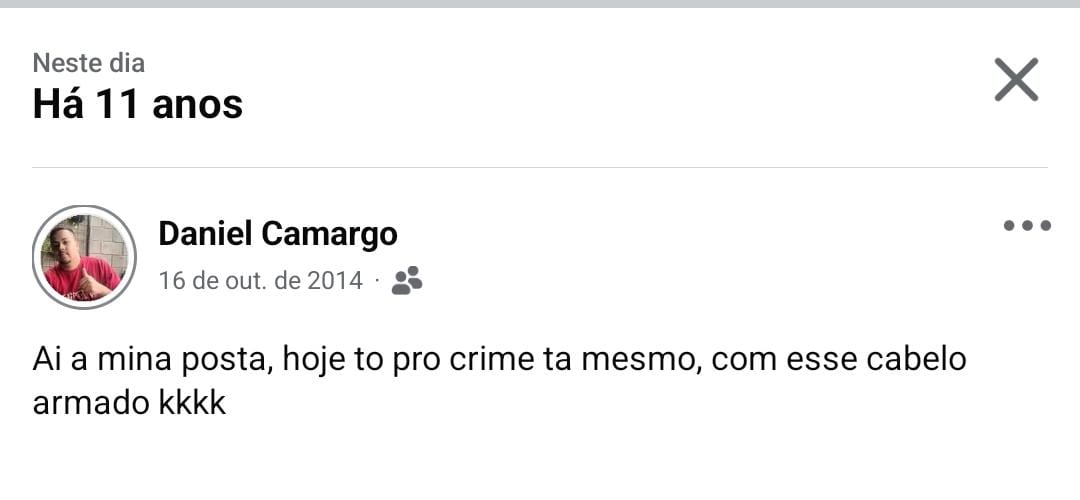 Neste dia
Há 11 anos
Daniel Camargo
16 de out. de 2014 ·
Ai a mina posta, hoje to pro crime ta mesmo, com esse cabelo
armado kkkk